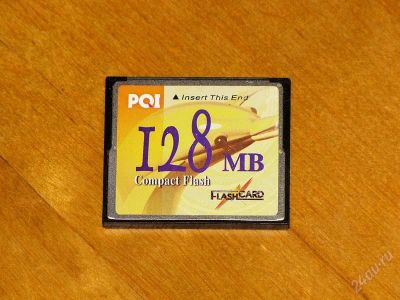 PQI
▲ Insert This End
128 MB
Compact Flash
FLASHCARD
24au.ru